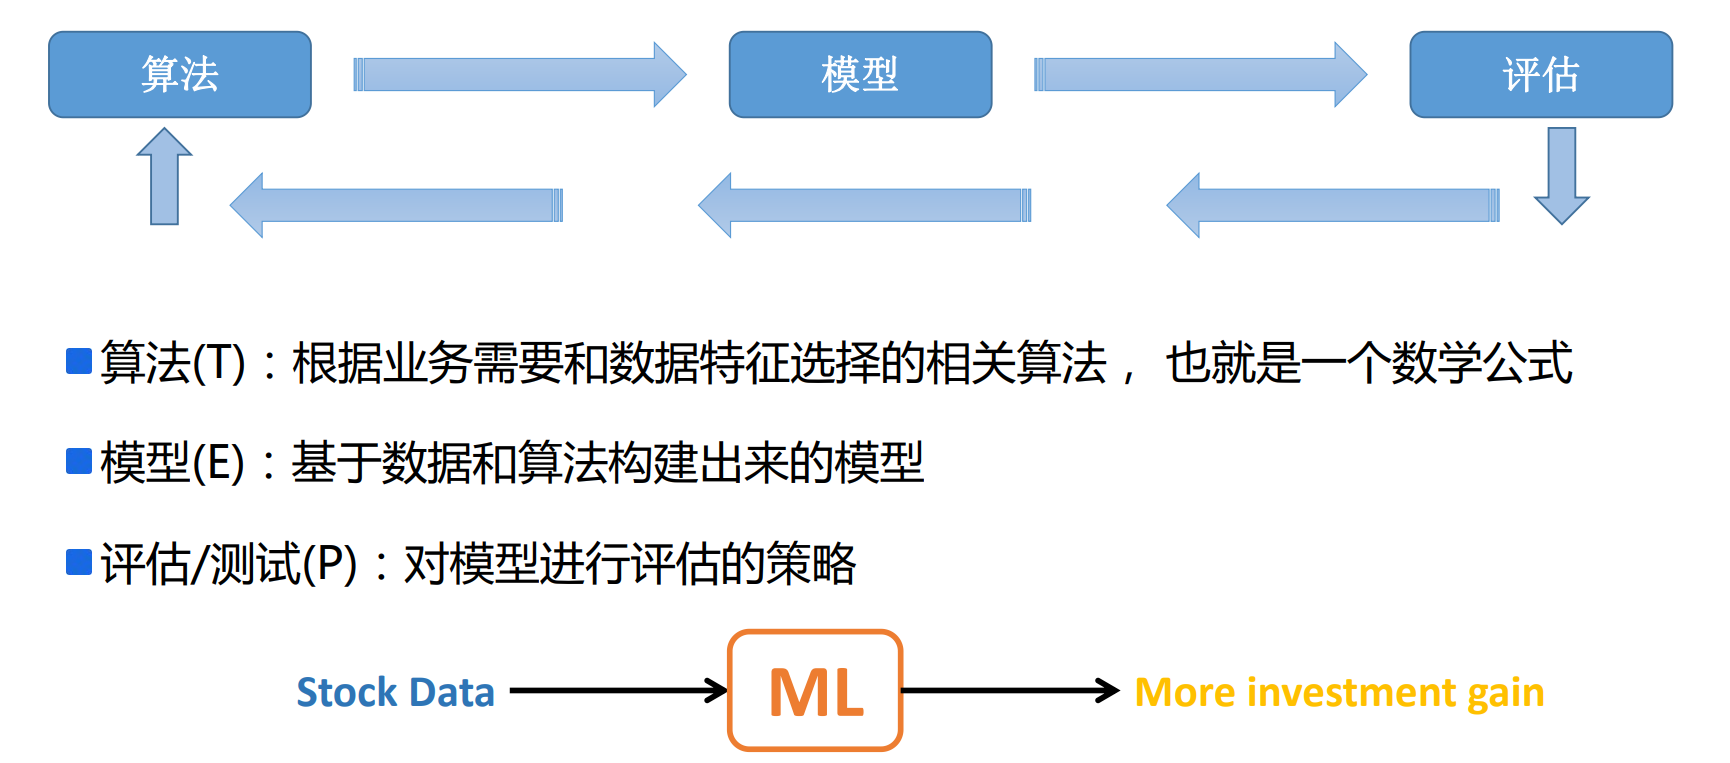 算法
模型
评估
算法(T)：根据业务需要和数据特征选择的相关算法， 也就是一个数学公式
模型(E)：基于数据和算法构建出来的模型
评估/测试(P)：对模型进行评估的策略
Stock Data
ML
More investment gain